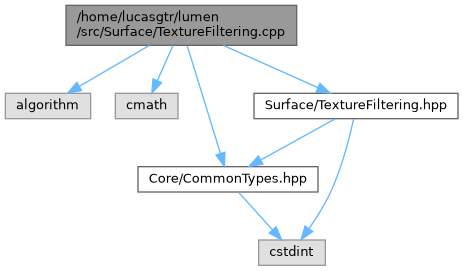 /home/lucasgtr/lumen
/src/Surface/TextureFiltering.cpp
algorithm
cmath
Surface/TextureFiltering.hpp
Core/CommonTypes.hpp
cstdint